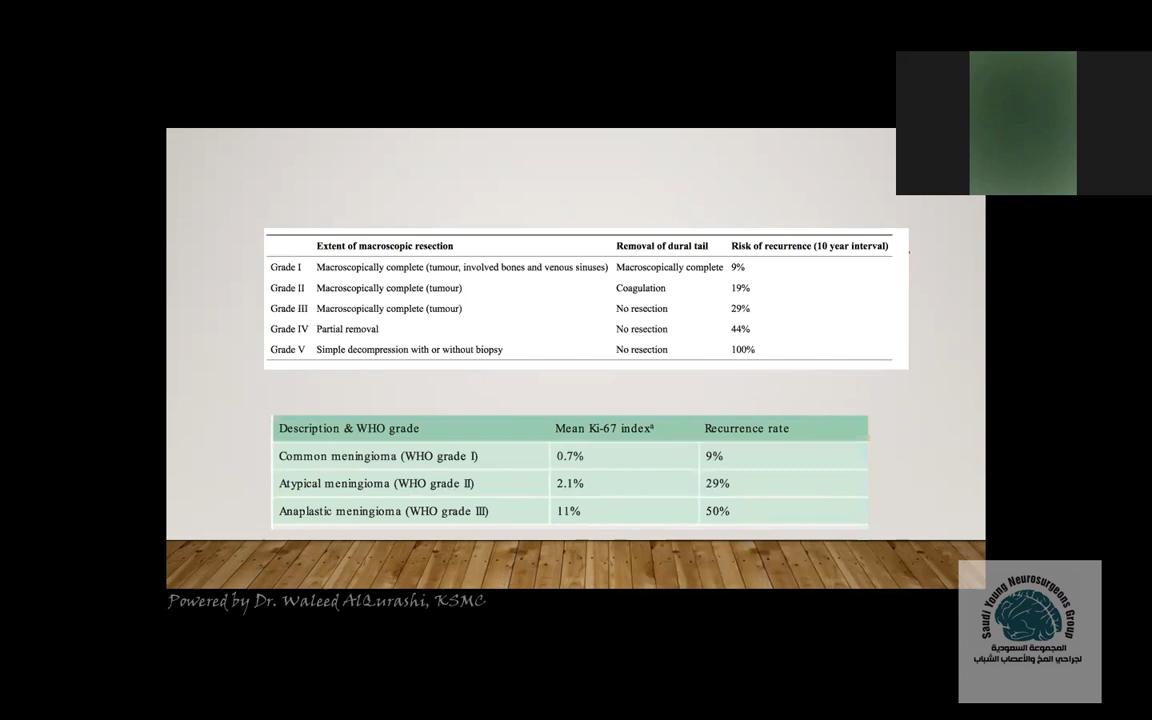 Extent of macroscopic resection Removal of dural tail Risk of recurrence (10 year interval)
Grade I Macroscopically complete (tumour, involved bones and venous sinuses) Macroscopically complete 9%
Grade II Macroscopically complete (tumour) Coagulation 19%
Grade III Macroscopically complete (tumour) No resection 29%
Grade IV Partial removal No resection 44%
Grade V Simple decompression with or without biopsy No resection 100%
Description & WHO grade Mean Ki-67 indexª Recurrence rate
Common meningioma (WHO grade I) 0.7% 9%
Atypical meningioma (WHO grade II) 2.1% 29%
Anaplastic meningioma (WHO grade III) 11% 50%
Powered by Dr. Waleed AlQurashi, KSMC
Saudi Young Neurosurgeons Group
المجموعة السعودية
لجراحي المخ والأعصاب الشباب